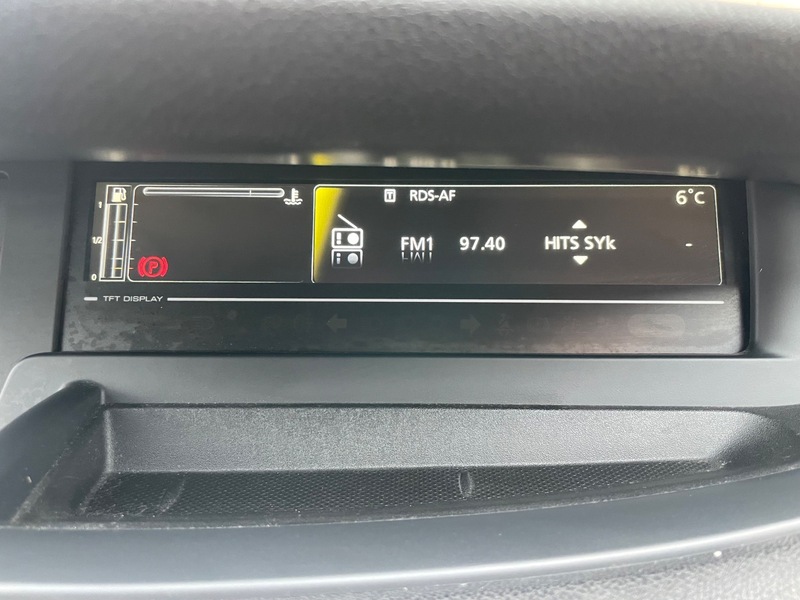 RDS-AF 6°C
1
1/2
0
P
FM1 97.40 HITS SYk -
TFT DISPLAY